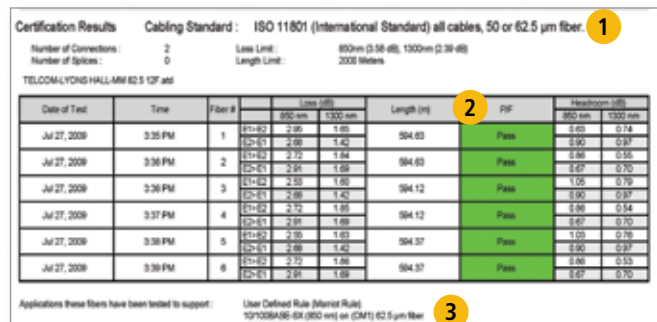 Certification Results Cabling Standard : ISO 11801 (International Standard) all cables, 50 or 62.5 µm fiber. 1
Number of Connections : 2 Loss Limit : 850nm (3.58 dB), 1300nm (2.39 dB)
Number of Splices : 0 Length Limit : 2000 Meters
TELCOM-LYONS HALL-MM 62.5 12F.atd
Date of Test Time Fiber # Loss (dB) Length (m) 2 P/F Headroom (dB)
850 nm 1300 nm 850 nm 1300 nm
Jul 27, 2009 3:35 PM 1 E1>E2 2.95 1.65 594.63 Pass 0.63 0.74
E2>E1 2.68 1.42 0.90 0.97
Jul 27, 2009 3:36 PM 2 E1>E2 2.72 1.84 594.63 Pass 0.86 0.55
E2>E1 2.91 1.69 0.67 0.70
Jul 27, 2009 3:36 PM 3 E1>E2 2.53 1.60 594.12 Pass 1.05 0.79
E2>E1 2.68 1.42 0.90 0.97
Jul 27, 2009 3:37 PM 4 E1>E2 2.72 1.85 594.12 Pass 0.86 0.54
E2>E1 2.91 1.69 0.67 0.70
Jul 27, 2009 3:38 PM 5 E1>E2 2.55 1.63 594.37 Pass 1.03 0.76
E2>E1 2.68 1.42 0.90 0.97
Jul 27, 2009 3:39 PM 6 E1>E2 2.72 1.86 594.37 Pass 0.86 0.53
E2>E1 2.91 1.69 0.67 0.70
Applications these fibers have been tested to support : User Defined Rule (Marriot Rule)
10/100BASE-SX (850 nm) on (OM1) 62.5 µm fiber 3